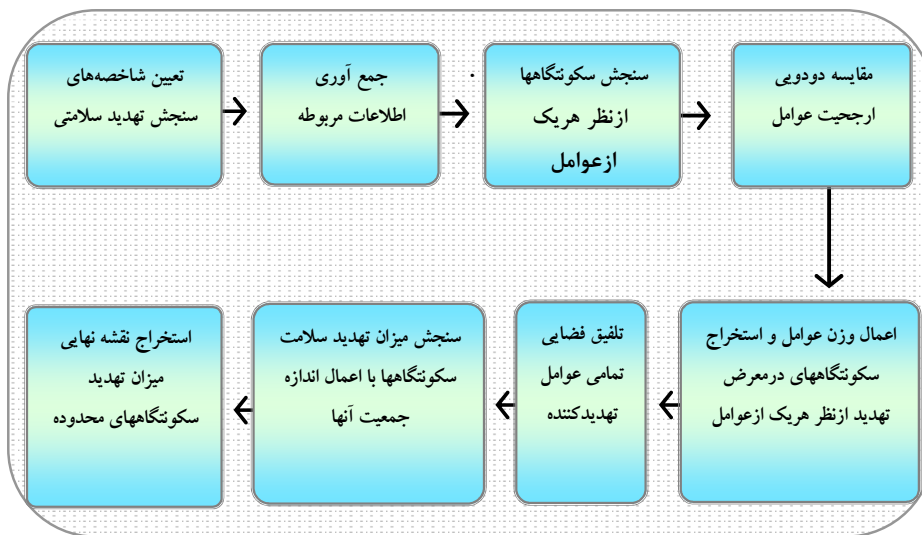 تعیین شاخصه‌های
سنجش تهدید سلامتی
جمع آوری
اطلاعات مربوطه
سنجش سکونتگاهها
ازنظر هریک
ازعوامل
مقایسه دودویی
ارجحیت عوامل
اعمال وزن عوامل و استخراج
سکونتگاههای درمعرض
تهدید ازنظر هریک ازعوامل
تلفیق فضایی
تمامی عوامل
تهدیدکننده
سنجش میزان تهدید سلامت
سکونتگاهها با اعمال اندازه
جمعیت آنها
استخراج نقشه نهایی
میزان تهدید
سکونتگاههای محدوده